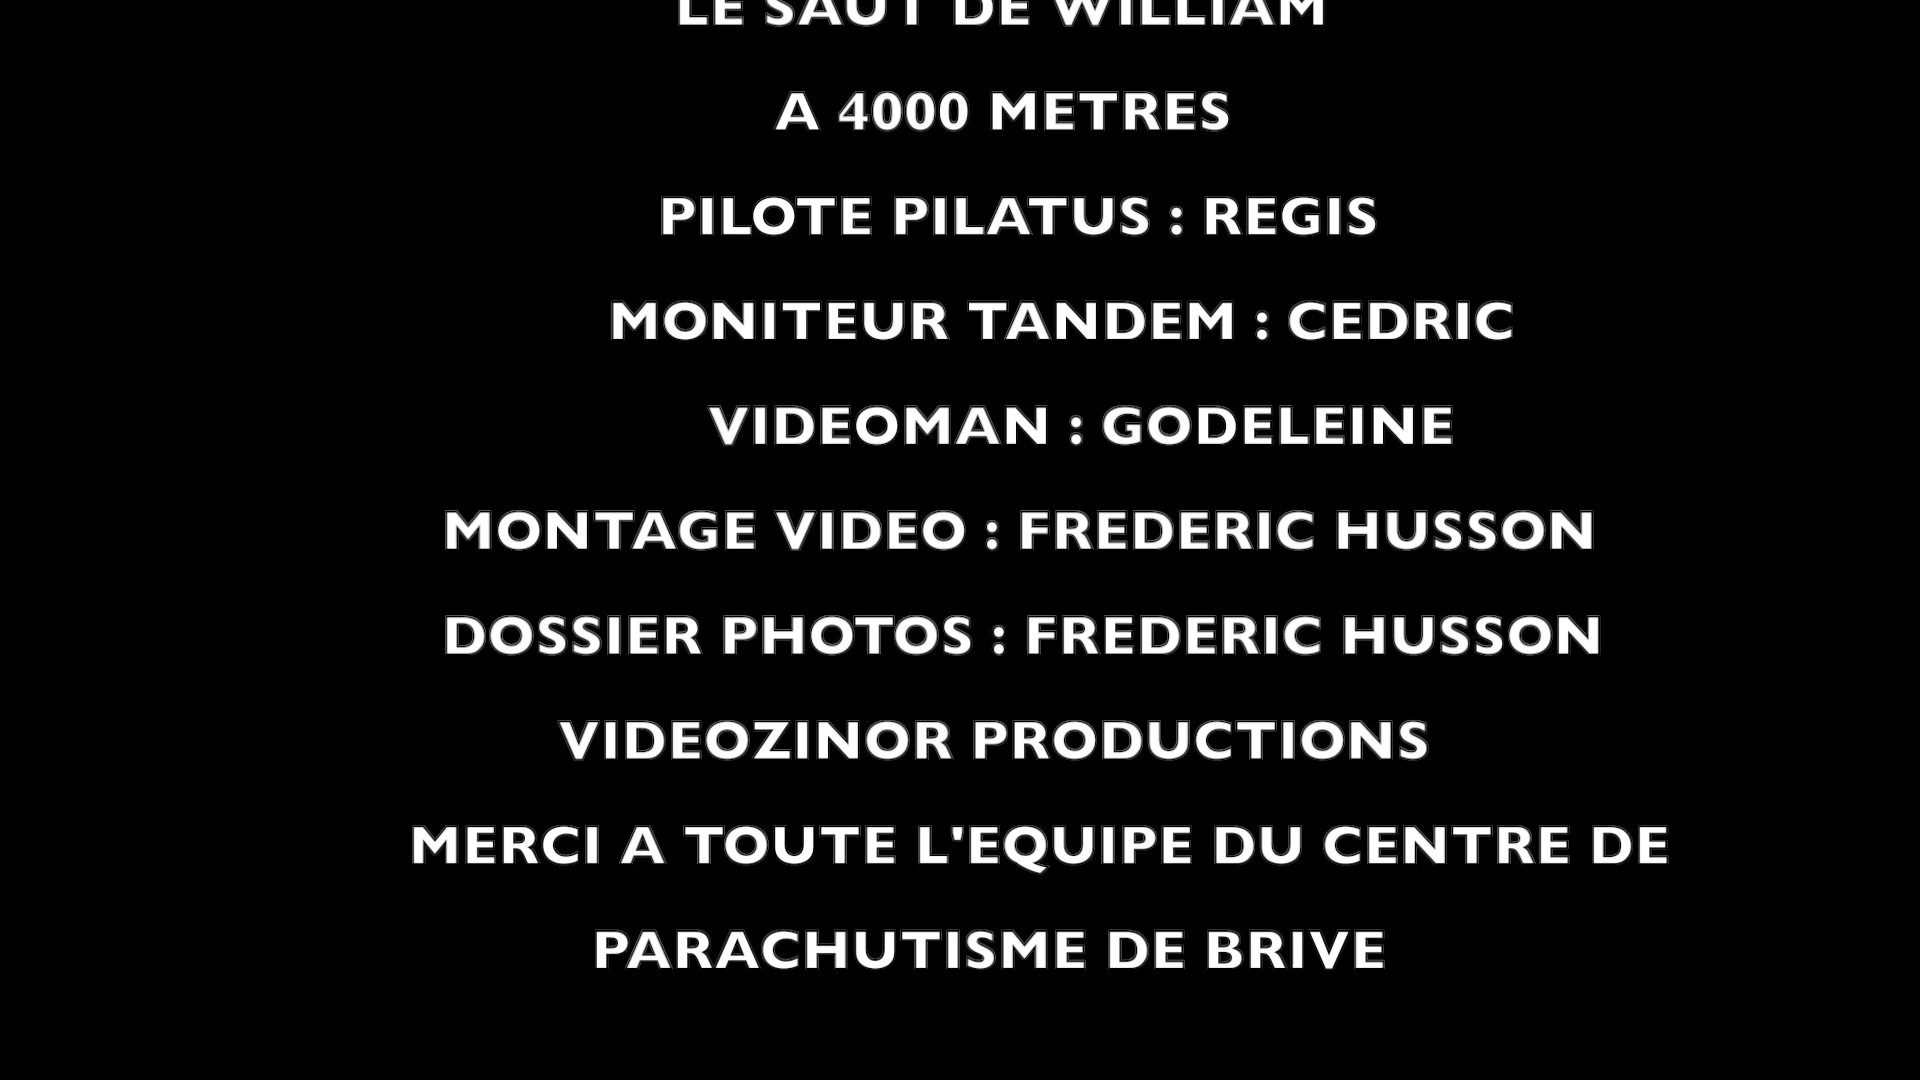 LE SAUT DE WILLIAM
A 4000 METRES
PILOTE PILATUS : REGIS
MONITEUR TANDEM : CEDRIC
VIDEOMAN : GODELEINE
MONTAGE VIDEO : FREDERIC HUSSON
DOSSIER PHOTOS : FREDERIC HUSSON
VIDEOZINOR PRODUCTIONS
MERCI A TOUTE L'EQUIPE DU CENTRE DE
PARACHUTISME DE BRIVE